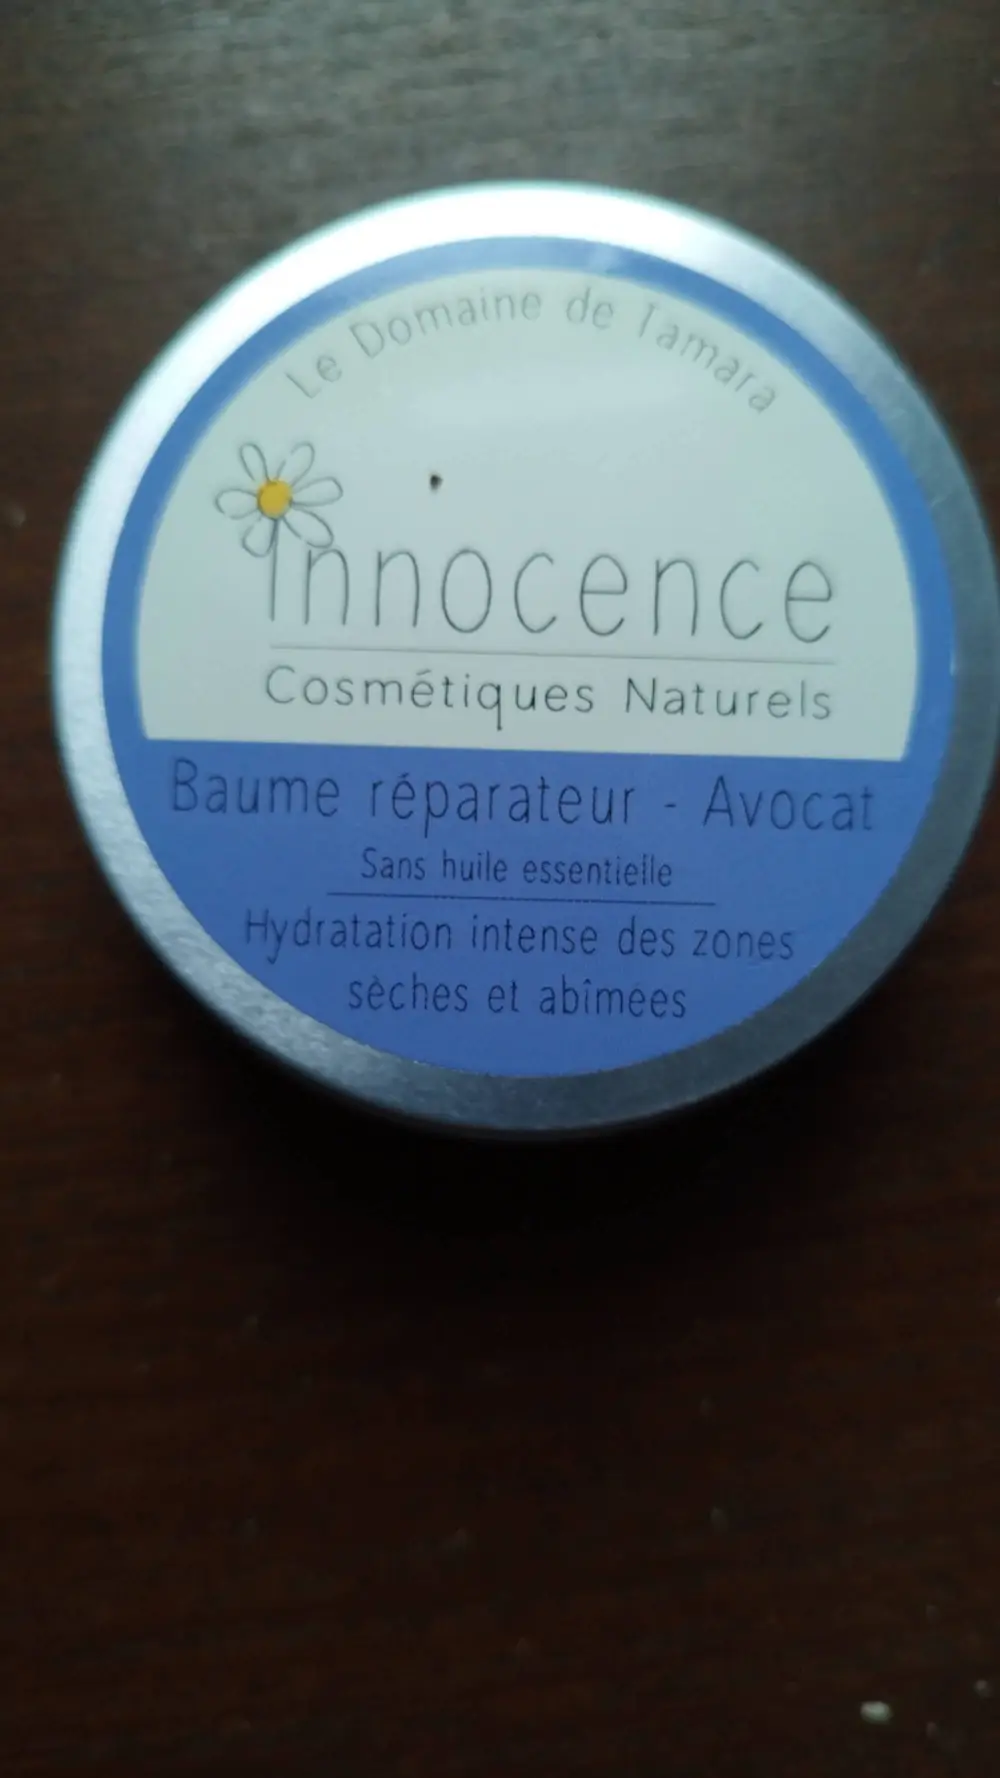 Le Domaine de Tamara
innocence
Cosmétiques Naturels
Baume réparateur - Avocat
Sans huile essentielle
Hydratation intense des zones
sèches et abîmées